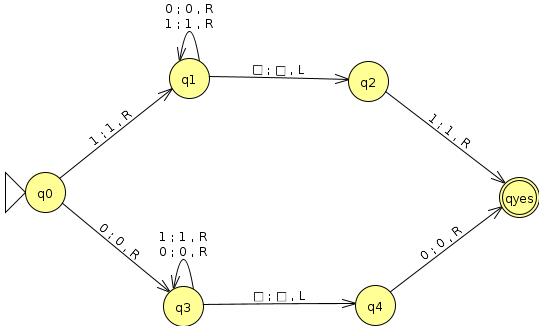 0 ; 0 , R
1 ; 1 , R
q1
□ ; □ , L
q2
1 ; 1 , R
1 ; 1 , R
q0
qyes
0 ; 0 , R
1 ; 1 , R
0 ; 0 , R
0 ; 0 , R
q3
□ ; □ , L
q4